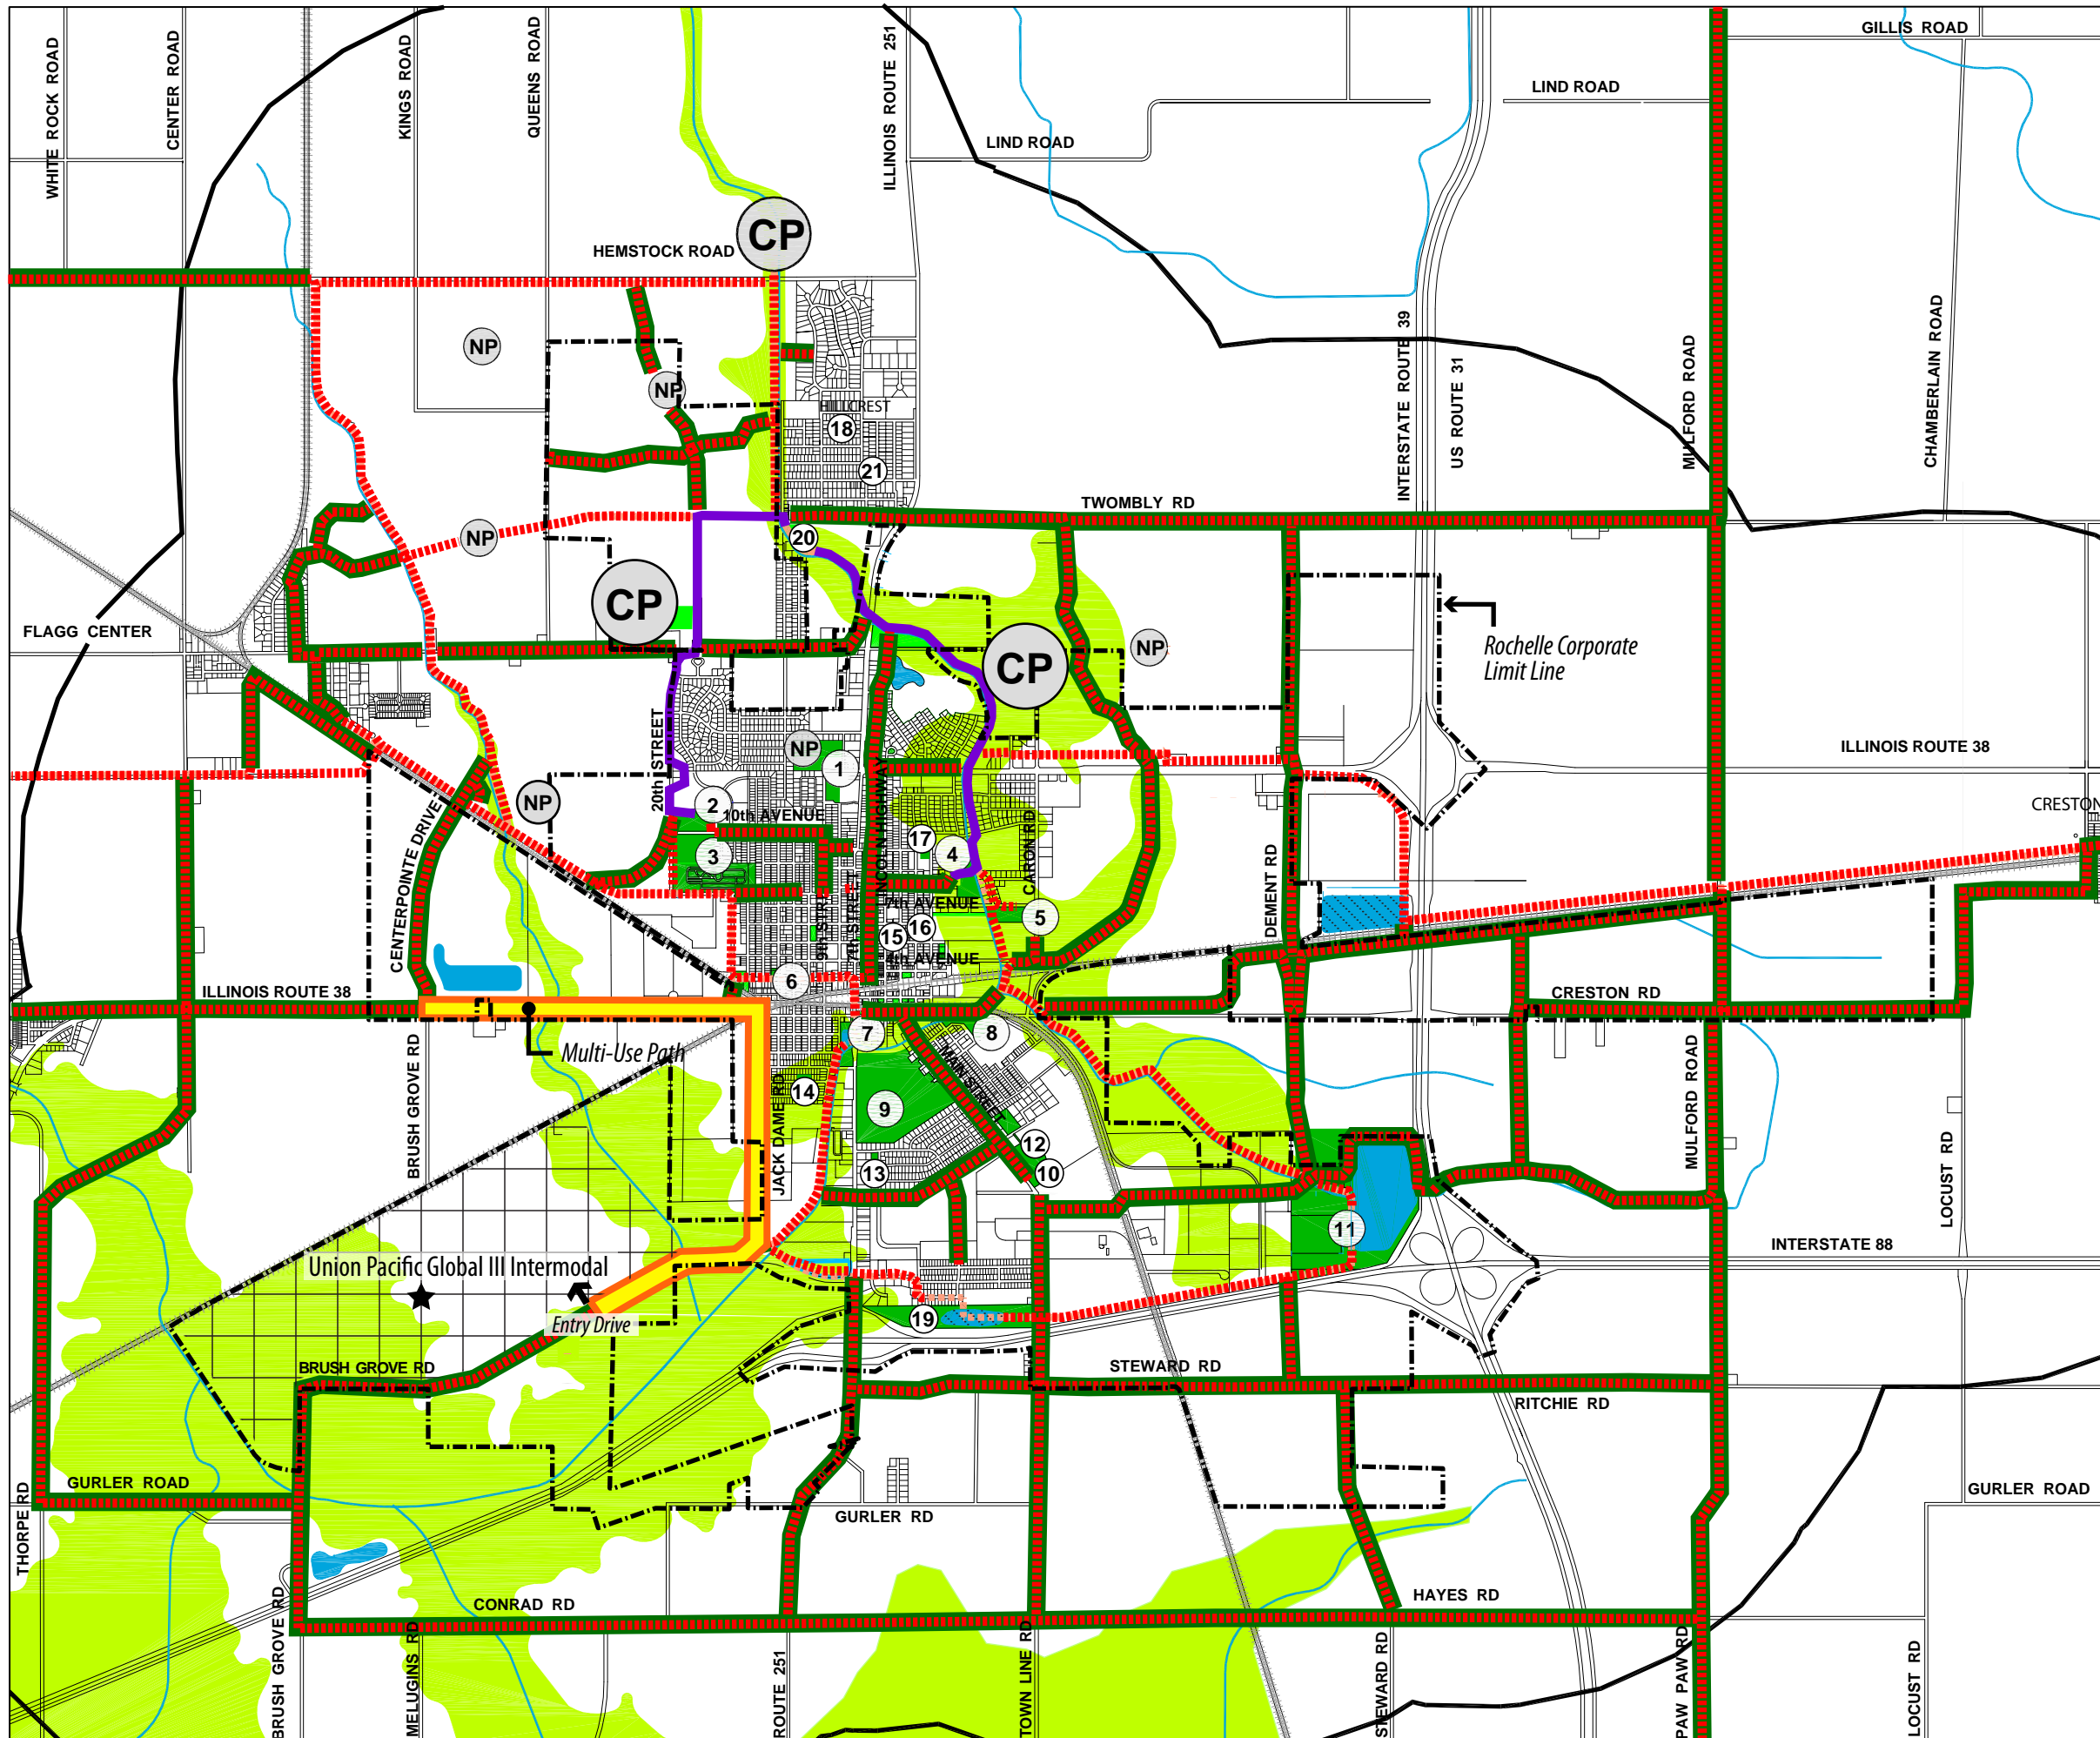 GILLIS ROAD
WHITE ROCK ROAD
CENTER ROAD
KINGS ROAD
QUEENS ROAD
ILLINOIS ROUTE 251
LIND ROAD
LIND ROAD
CP
HEMSTOCK ROAD
INTERSTATE ROUTE 39
US ROUTE 31
MULFORD ROAD
CHAMBERLAIN ROAD
NP
NP
HILLCREST
18
21
TWOMBLY RD
NP
20
CP
FLAGG CENTER
NP
CP
Rochelle Corporate
Limit Line
20th STREET
NP
1
ILLINOIS ROUTE 38
NP
2
10th AVENUE
LINCOLN HIGHWAY
CRESTON
CENTERPOINTE DRIVE
3
17
4
CARON RD
DEMENT RD
7th AVENUE
9th STREET
7th STREET
5
15
16
4th AVENUE
6
ILLINOIS ROUTE 38
CRESTON RD
Multi-Use Path
7
8
BRUSH GROVE RD
MAIN STREET
JACK DAME RD
14
9
MULFORD ROAD
LOCUST RD
12
13
10
11
INTERSTATE 88
Union Pacific Global III Intermodal
Entry Drive
19
BRUSH GROVE RD
STEWARD RD
RITCHIE RD
GURLER ROAD
THORPE RD
GURLER RD
GURLER ROAD
CONRAD RD
HAYES RD
BRUSH GROVE RD
MELUGINS RD
ROUTE 251
TOWN LINE RD
STEWARD RD
PAW PAW RD
LOCUST RD